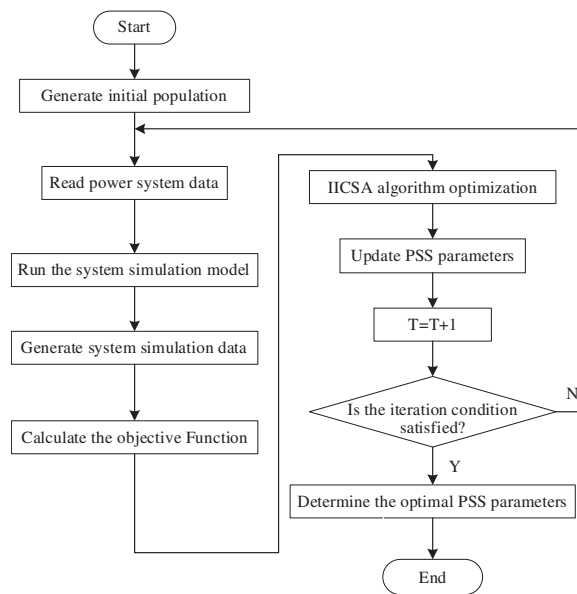 Start
Generate initial population
Read power system data
Run the system simulation model
Generate system simulation data
Calculate the objective Function
IICSA algorithm optimization
Update PSS parameters
T=T+1
Is the iteration condition
satisfied?
N
Y
Determine the optimal PSS parameters
End